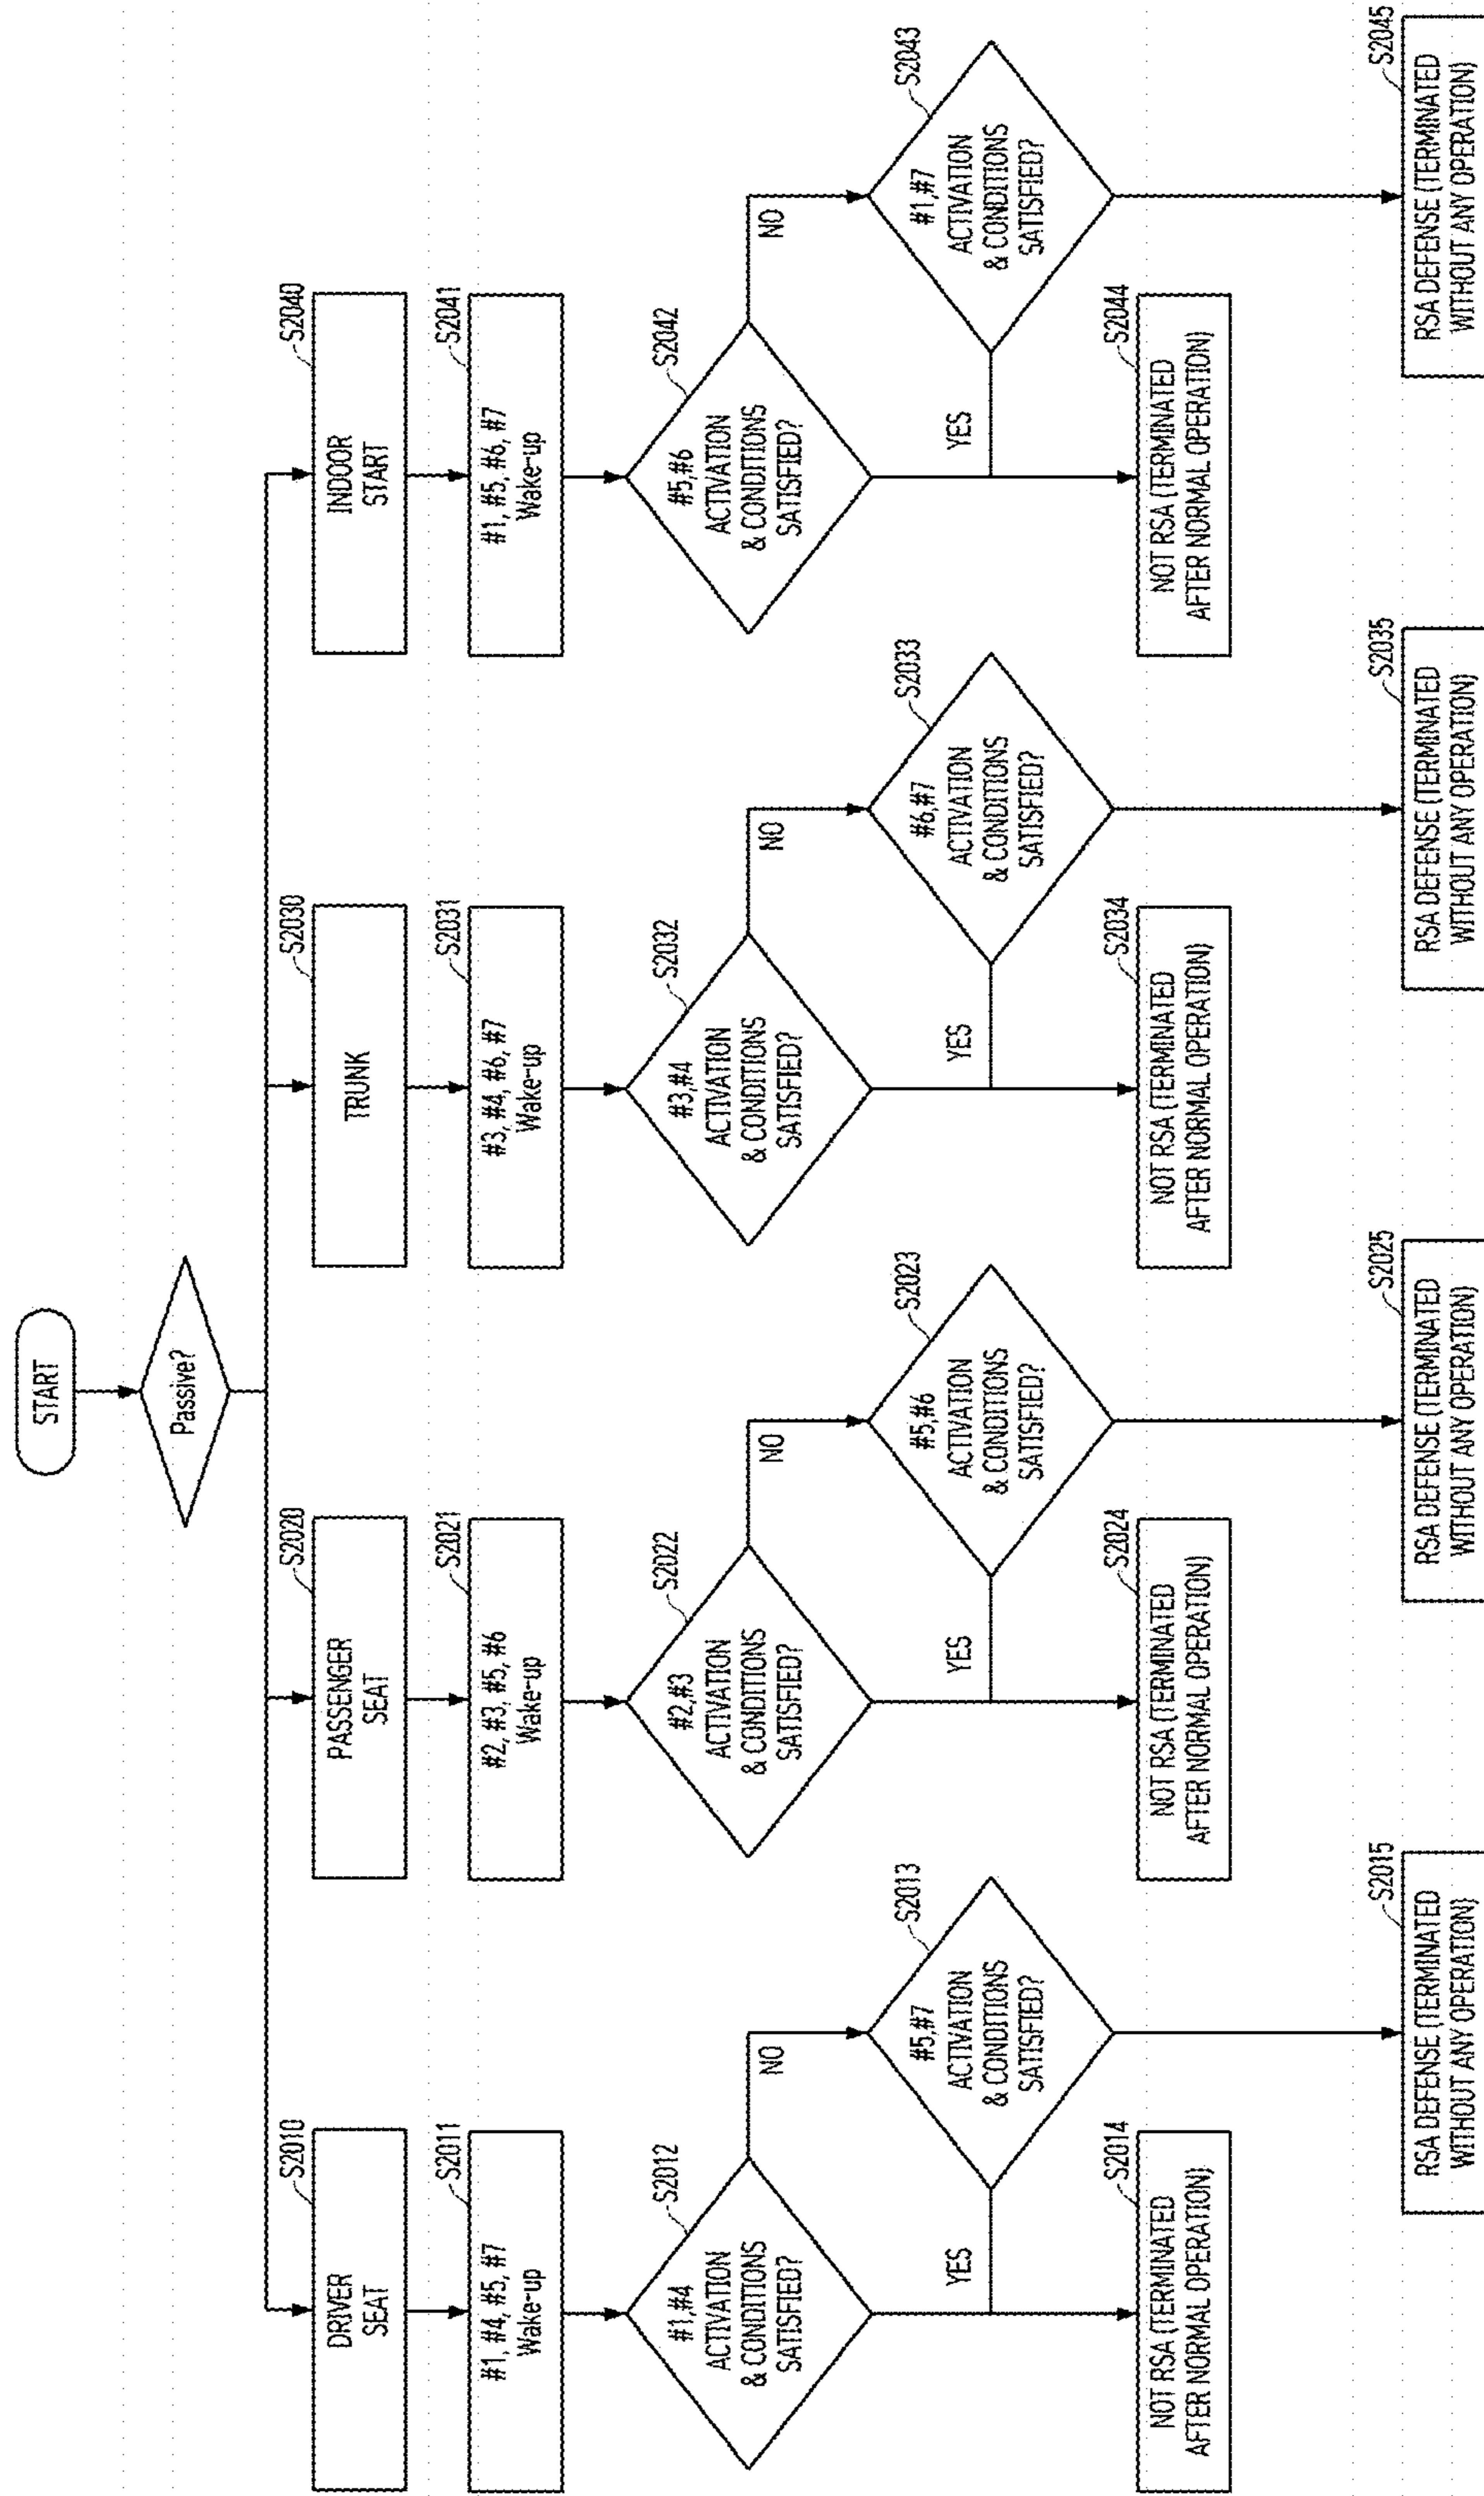 START
Passive?
S2010
DRIVER
SEAT
S2011
#1, #4, #5, #7
Wake-up
S2012
#1,#4
ACTIVATION
& CONDITIONS
SATISFIED?
NO
S2013
#5,#7
ACTIVATION
& CONDITIONS
SATISFIED?
YES
S2014
NOT RSA (TERMINATED
AFTER NORMAL OPERATION)
S2015
RSA DEFENSE (TERMINATED
WITHOUT ANY OPERATION)
S2020
PASSENGER
SEAT
S2021
#2, #3, #5, #6
Wake-up
S2022
#2,#3
ACTIVATION
& CONDITIONS
SATISFIED?
NO
S2023
#5,#6
ACTIVATION
& CONDITIONS
SATISFIED?
YES
S2024
NOT RSA (TERMINATED
AFTER NORMAL OPERATION)
S2025
RSA DEFENSE (TERMINATED
WITHOUT ANY OPERATION)
S2030
TRUNK
S2031
#3, #4, #6, #7
Wake-up
S2032
#3,#4
ACTIVATION
& CONDITIONS
SATISFIED?
NO
S2033
#6,#7
ACTIVATION
& CONDITIONS
SATISFIED?
YES
S2034
NOT RSA (TERMINATED
AFTER NORMAL OPERATION)
S2035
RSA DEFENSE (TERMINATED
WITHOUT ANY OPERATION)
S2040
INDOOR
START
S2041
#1, #5, #6, #7
Wake-up
S2042
#5,#6
ACTIVATION
& CONDITIONS
SATISFIED?
NO
S2043
#1,#7
ACTIVATION
& CONDITIONS
SATISFIED?
YES
S2044
NOT RSA (TERMINATED
AFTER NORMAL OPERATION)
S2045
RSA DEFENSE (TERMINATED
WITHOUT ANY OPERATION)